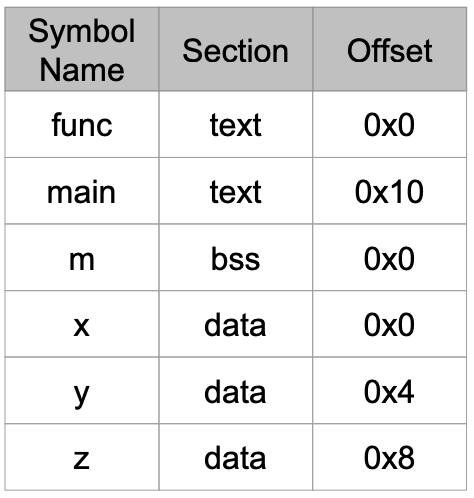 Symbol Name Section Offset
func text 0x0
main text 0x10
m bss 0x0
x data 0x0
y data 0x4
z data 0x8